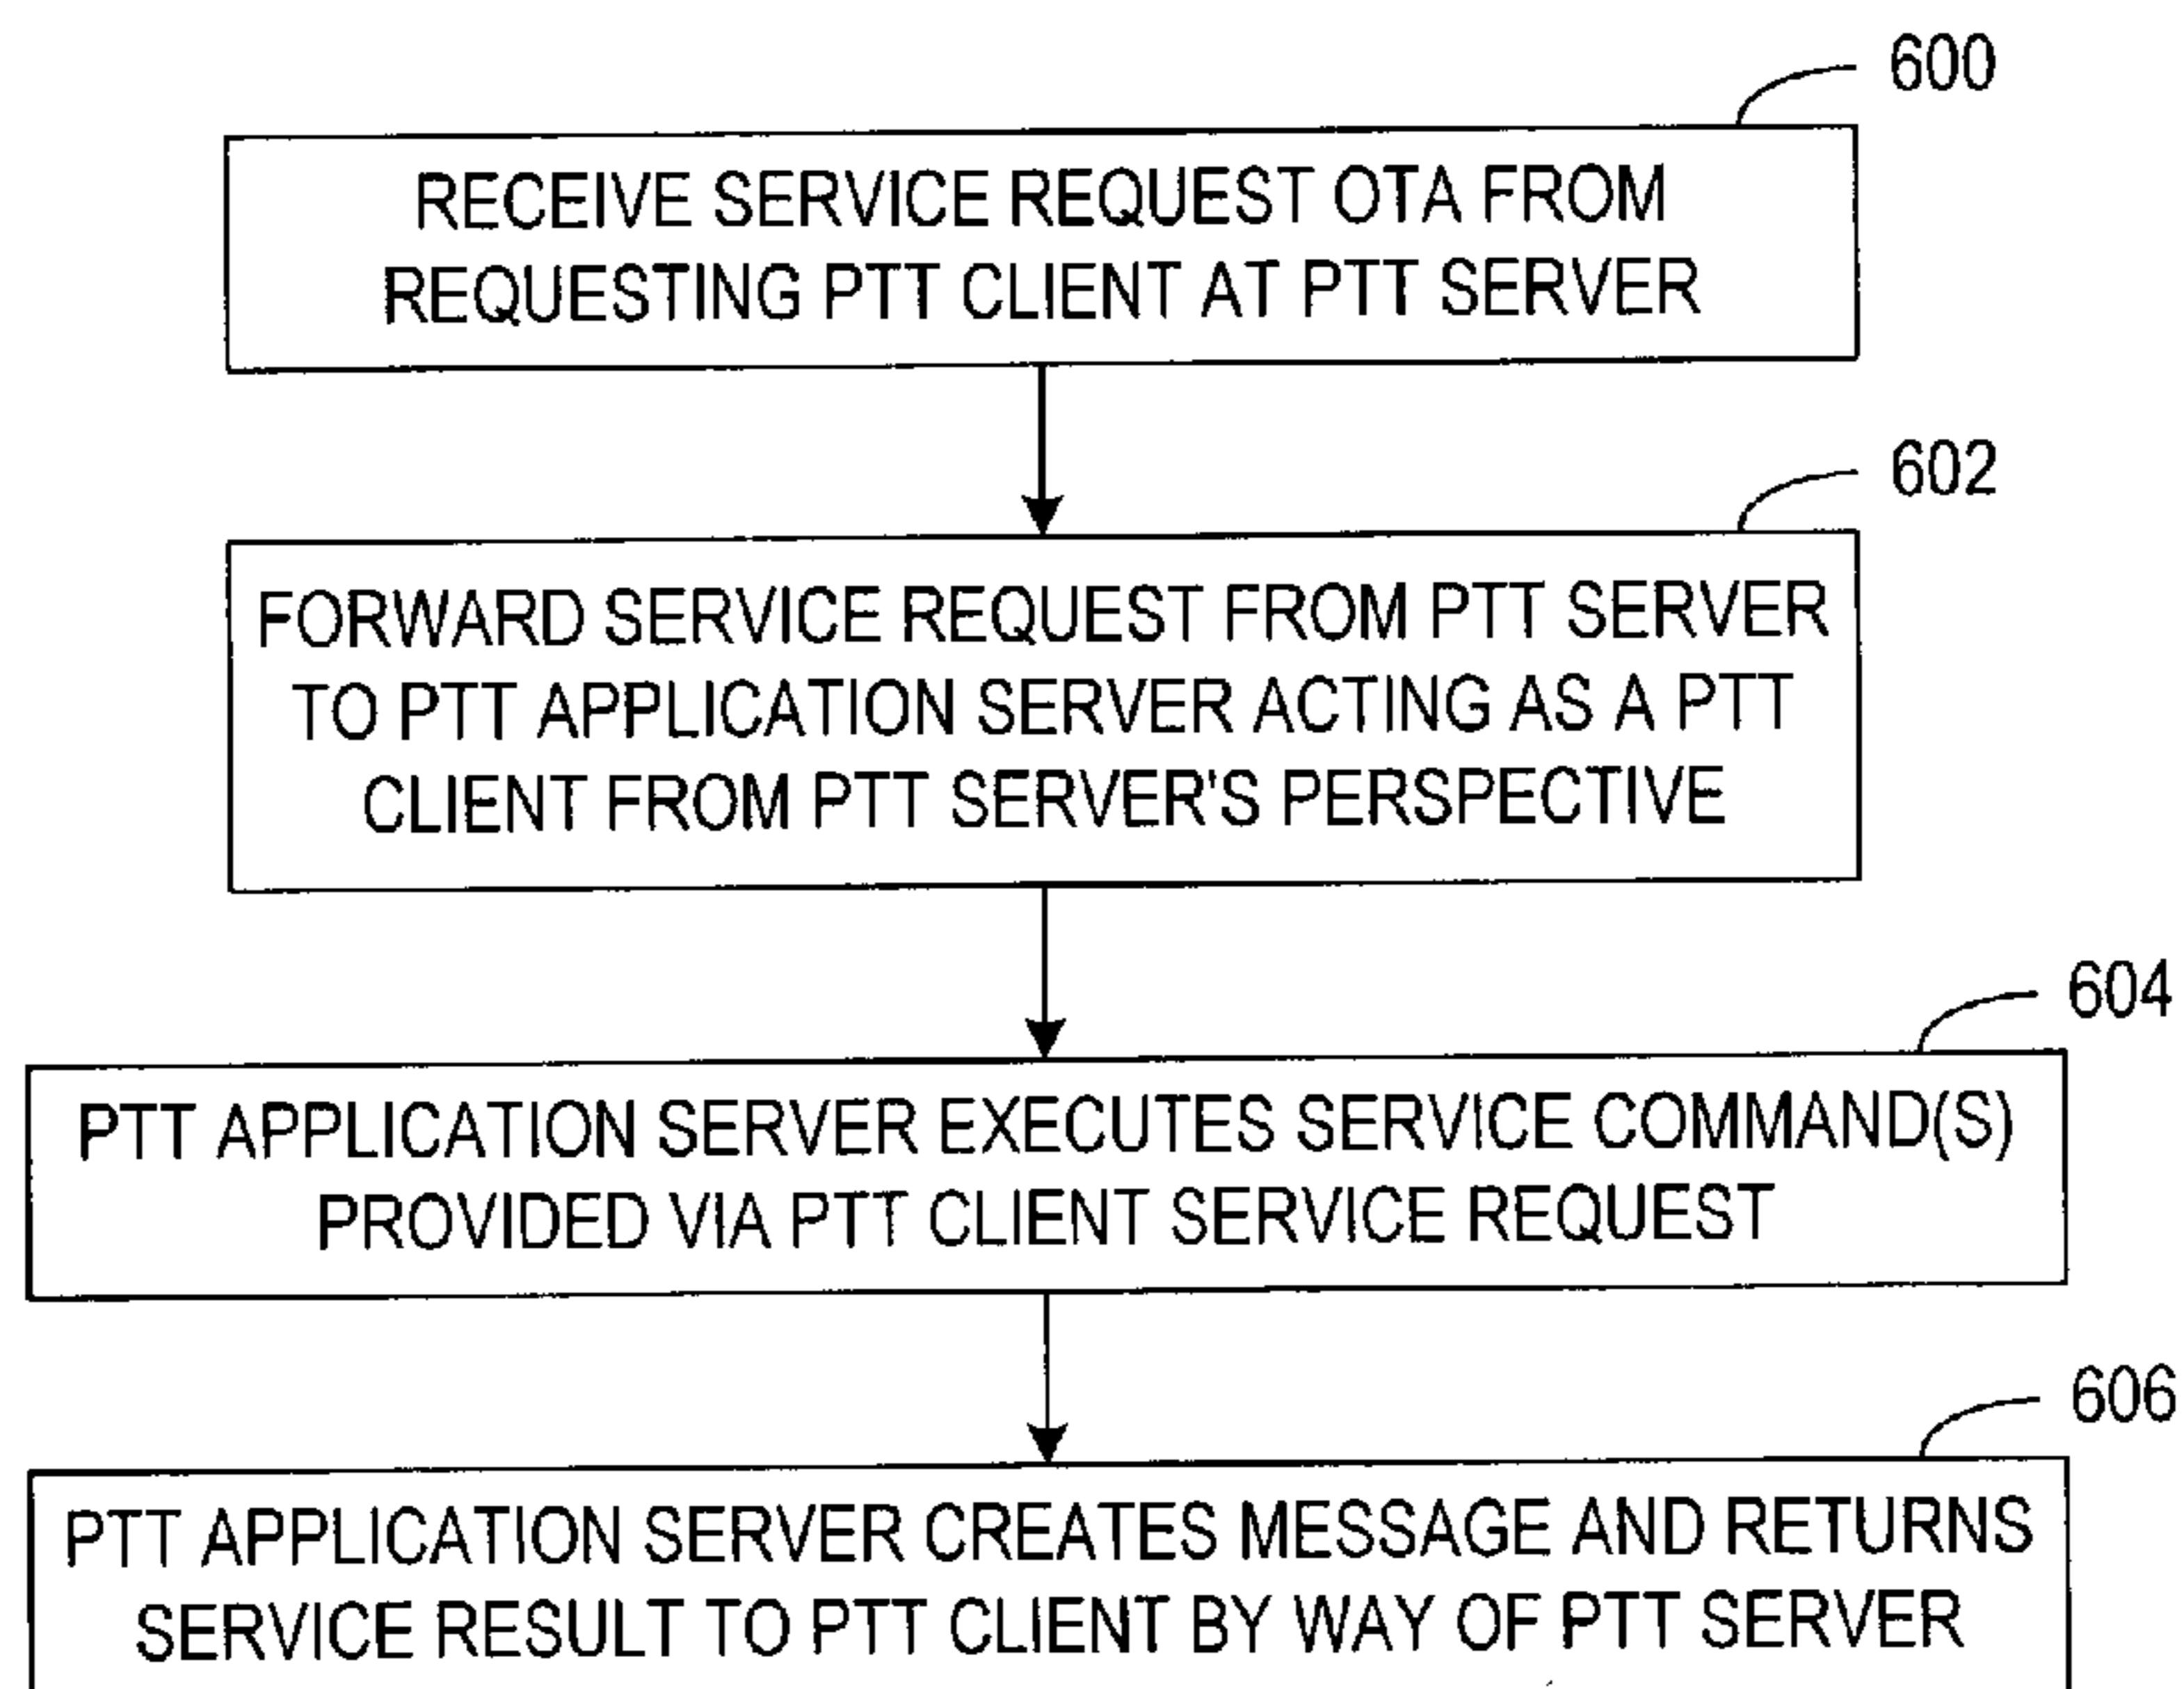 600
RECEIVE SERVICE REQUEST OTA FROM
REQUESTING PTT CLIENT AT PTT SERVER
602
FORWARD SERVICE REQUEST FROM PTT SERVER
TO PTT APPLICATION SERVER ACTING AS A PTT
CLIENT FROM PTT SERVER'S PERSPECTIVE
604
PTT APPLICATION SERVER EXECUTES SERVICE COMMAND(S)
PROVIDED VIA PTT CLIENT SERVICE REQUEST
606
PTT APPLICATION SERVER CREATES MESSAGE AND RETURNS
SERVICE RESULT TO PTT CLIENT BY WAY OF PTT SERVER